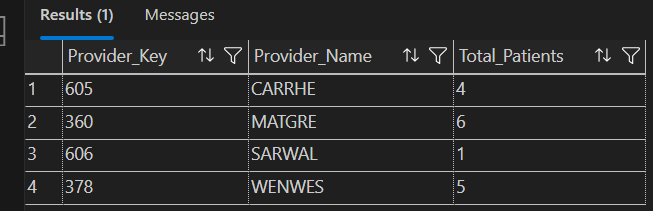 Results (1) Messages
Provider_Key Provider_Name Total_Patients
1 605 CARRHE 4
2 360 MATGRE 6
3 606 SARWAL 1
4 378 WENWES 5